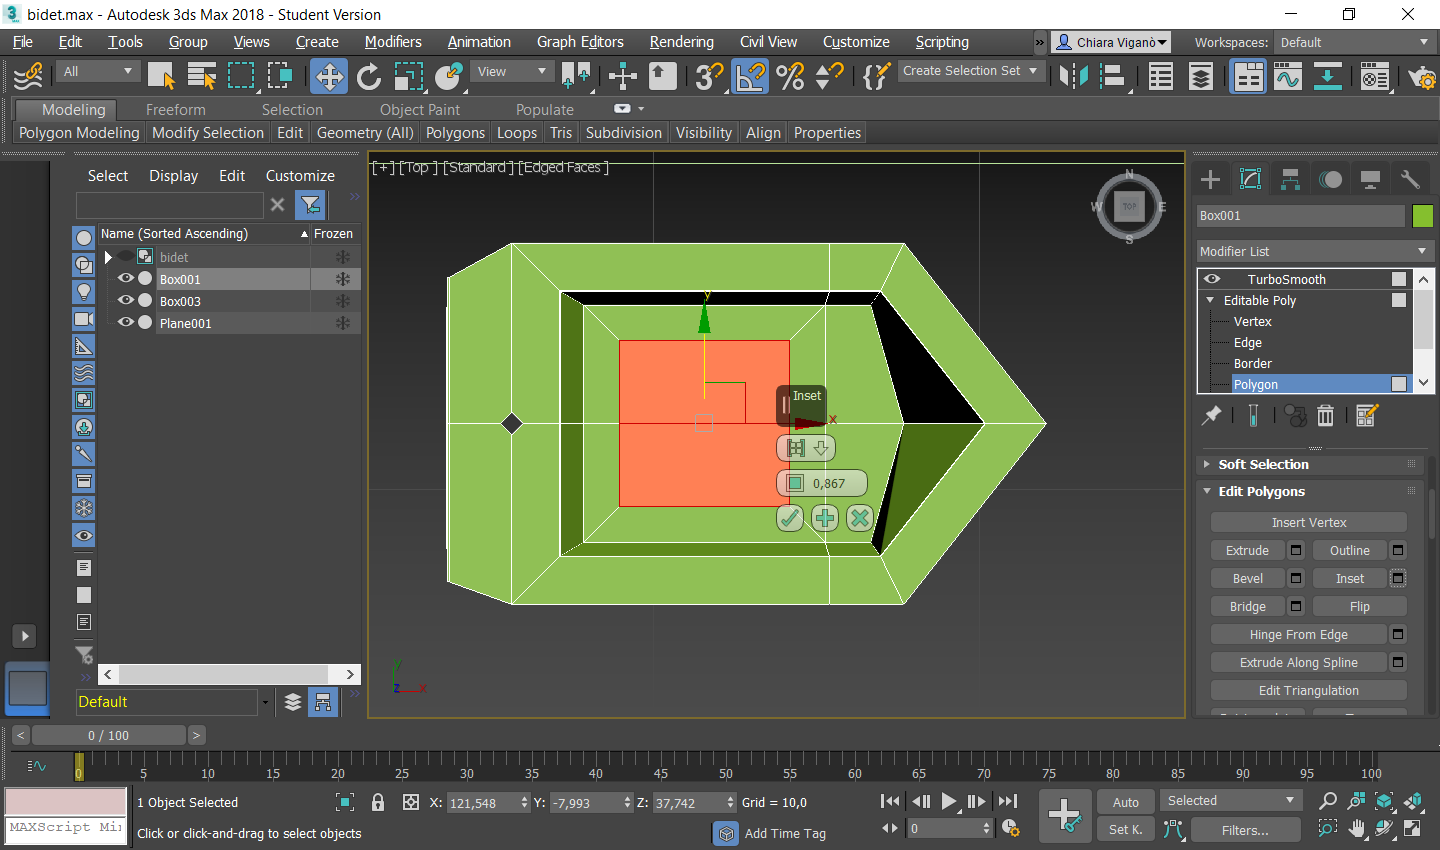 3 bidet.max - Autodesk 3ds Max 2018 - Student Version
File Edit Tools Group Views Create Modifiers Animation Graph Editors Rendering Civil View Customize Scripting » Chiara Viganò Workspaces: Default
All View 3 Create Selection Set
Modeling Freeform Selection Object Paint Populate
Polygon Modeling Modify Selection Edit Geometry (All) Polygons Loops Tris Subdivision Visibility Align Properties
Select Display Edit Customize
Name (Sorted Ascending) Frozen
bidet
Box001
Box003
Plane001
Default
[+] [Top ] [Standard ] [Edged Faces ]
N
W TOP E
S
y
Inset
x
0,867
y
z x
Box001
Modifier List
TurboSmooth
Editable Poly
Vertex
Edge
Border
Polygon
Soft Selection
Edit Polygons
Insert Vertex
Extrude Outline
Bevel Inset
Bridge Flip
Hinge From Edge
Extrude Along Spline
Edit Triangulation
< 0 / 100 >
0 5 10 15 20 25 30 35 40 45 50 55 60 65 70 75 80 85 90 95 100
1 Object Selected X: 121,548 Y: -7,993 Z: 37,742 Grid = 10,0 Auto Selected
MAXScript Mi
Click or click-and-drag to select objects Add Time Tag 0 Set K. Filters...